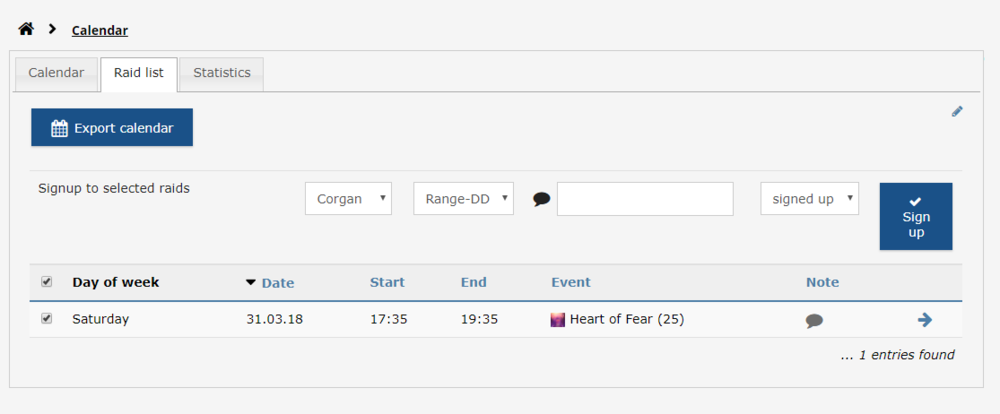 Calendar
Calendar Raid list Statistics
Export calendar
Signup to selected raids Corgan Range-DD signed up Sign up
Day of week Date Start End Event Note
Saturday 31.03.18 17:35 19:35 Heart of Fear (25)
... 1 entries found